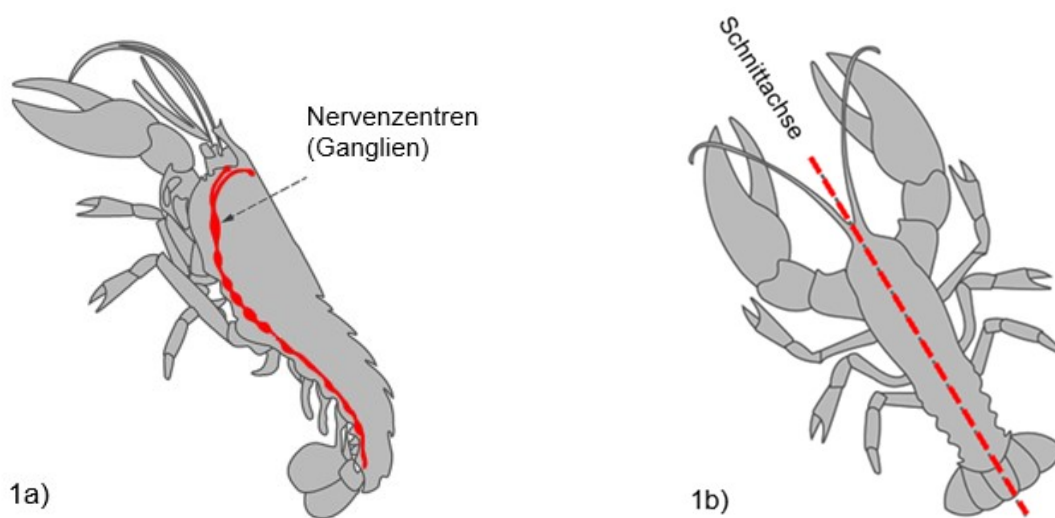 Nervenzentren
(Ganglien)
1a)
Schnittachse
1b)